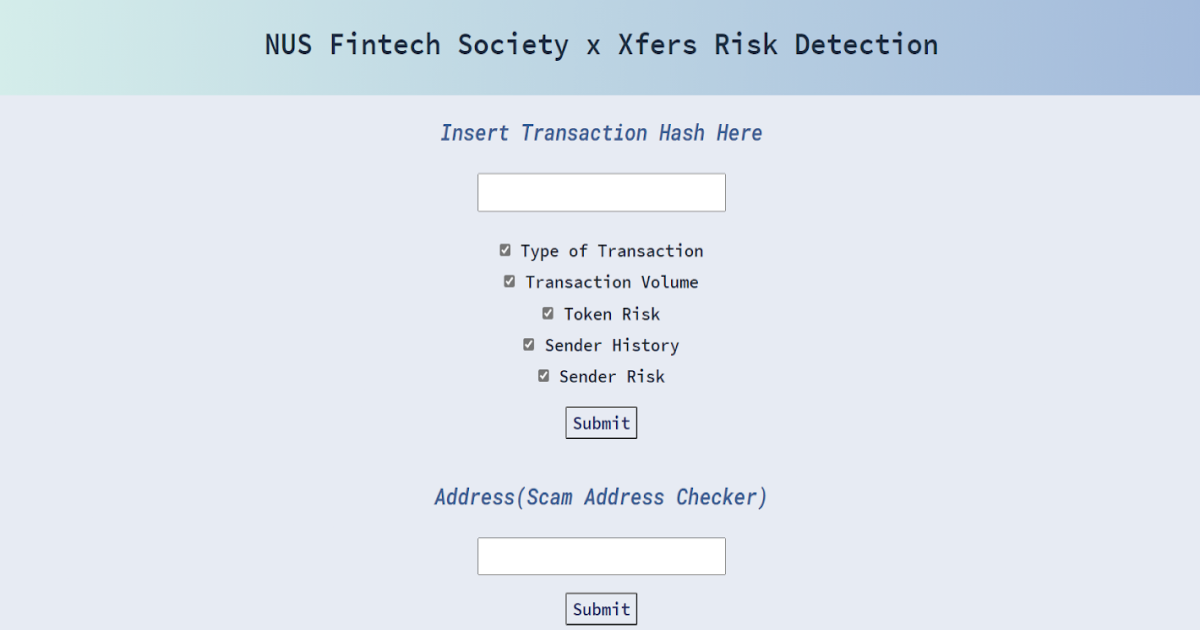 NUS Fintech Society x Xfers Risk Detection
Insert Transaction Hash Here
Type of Transaction
Transaction Volume
Token Risk
Sender History
Sender Risk
Submit
Address(Scam Address Checker)
Submit